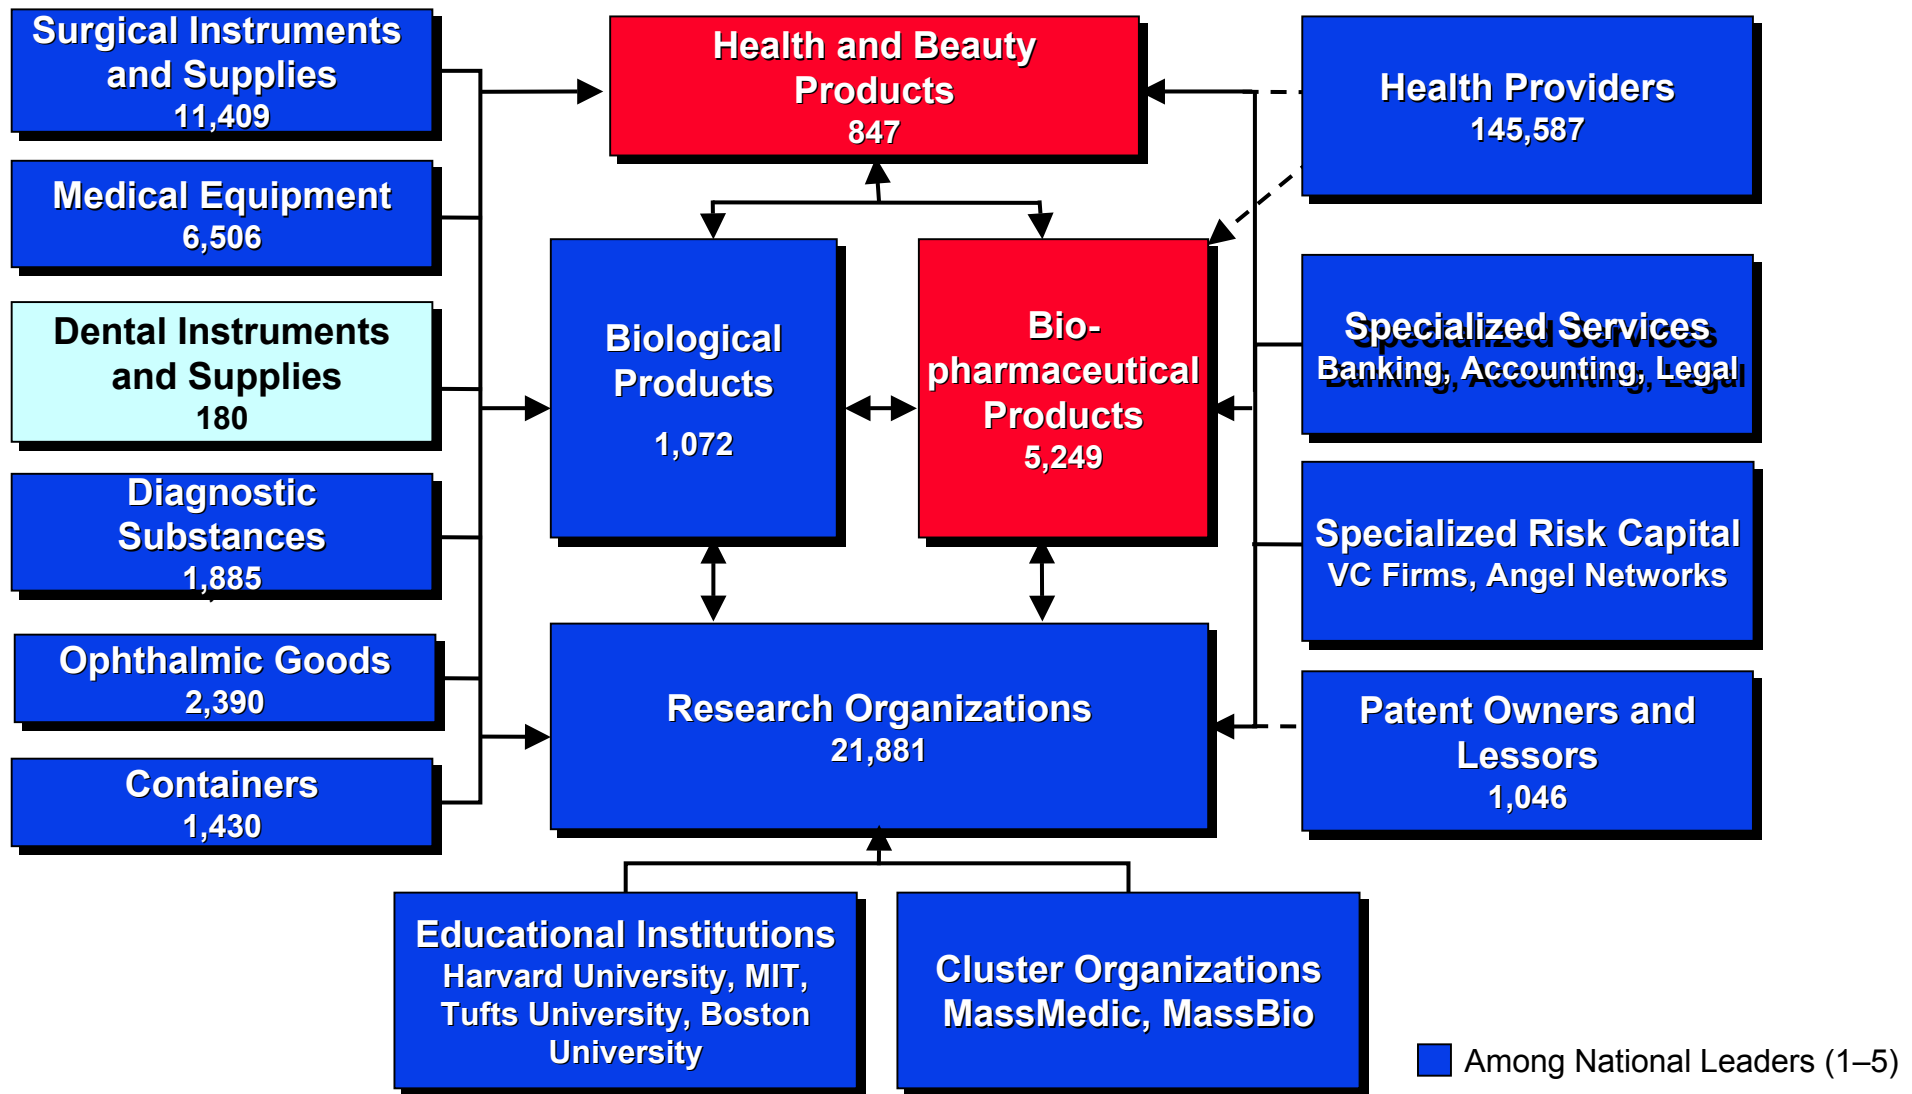 Surgical Instruments
and Supplies
11,409
Medical Equipment
6,506
Dental Instruments
and Supplies
180
Diagnostic
Substances
1,885
Ophthalmic Goods
2,390
Containers
1,430
Health and Beauty
Products
847
Biological
Products
1,072
Bio-
pharmaceutical
Products
5,249
Research Organizations
21,881
Educational Institutions
Harvard University, MIT,
Tufts University, Boston
University
Cluster Organizations
MassMedic, MassBio
Health Providers
145,587
Specialized Services
Banking, Accounting, Legal
Specialized Risk Capital
VC Firms, Angel Networks
Patent Owners and
Lessors
1,046
Among National Leaders (1–5)